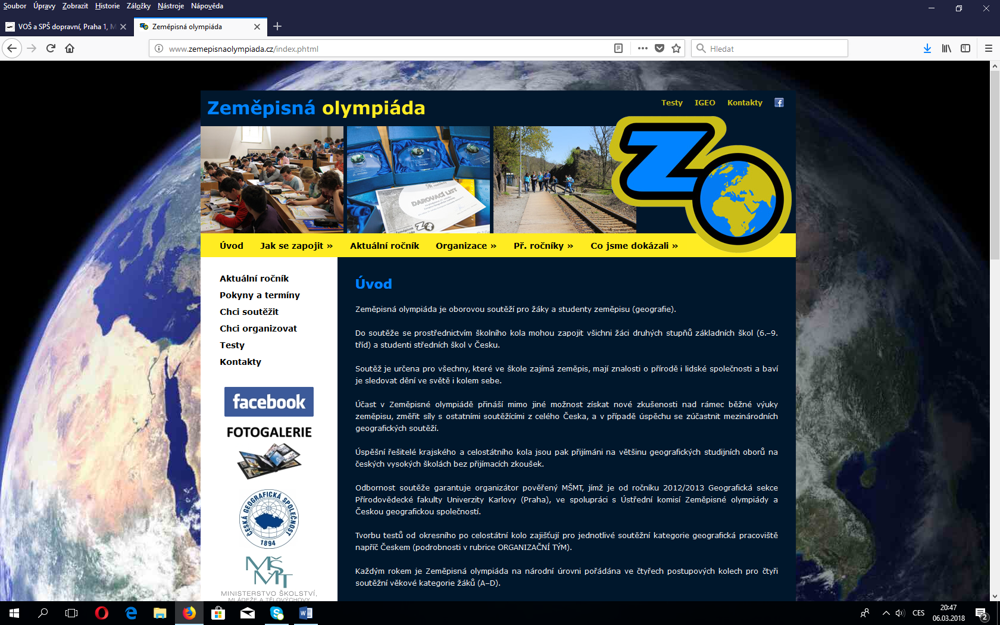 Soubor Úpravy Zobrazit Historie Záložky Nástroje Nápověda
VOŠ a SPŠ dopravní, Praha 1, M
Zeměpisná olympiáda
www.zemepisnaolympiada.cz/index.phtml
Hledat
Zeměpisná olympiáda
Testy IGEO Kontakty
DAROVACÍ LIST
Úvod Jak se zapojit » Aktuální ročník Organizace » Př. ročníky » Co jsme dokázali »
Aktuální ročník
Pokyny a termíny
Chci soutěžit
Chci organizovat
Testy
Kontakty
facebook
FOTOGALERIE
ČESKÁ GEOGRAFICKÁ SPOLEČNOST
1894
MŠMT
MINISTERSTVO ŠKOLSTVÍ,
MLÁDEŽE A TĚLOVÝCHOVY
Úvod
Zeměpisná olympiáda je oborovou soutěží pro žáky a studenty zeměpisu (geografie).
Do soutěže se prostřednictvím školního kola mohou zapojit všichni žáci druhých stupňů základních škol (6.–9.
tříd) a studenti středních škol v Česku.
Soutěž je určena pro všechny, které ve škole zajímá zeměpis, mají znalosti o přírodě i lidské společnosti a baví
je sledovat dění ve světě i kolem sebe.
Účast v Zeměpisné olympiádě přináší mimo jiné možnost získat nové zkušenosti nad rámec běžné výuky
zeměpisu, změřit síly s ostatními soutěžícími z celého Česka, a v případě úspěchu se zúčastnit mezinárodních
geografických soutěží.
Úspěšní řešitelé krajského a celostátního kola jsou pak přijímáni na většinu geografických studijních oborů na
českých vysokých školách bez přijímacích zkoušek.
Odbornost soutěže garantuje organizátor pověřený MŠMT, jímž je od ročníku 2012/2013 Geografická sekce
Přírodovědecké fakulty Univerzity Karlovy (Praha), ve spolupráci s Ústřední komisí Zeměpisné olympiády a
Českou geografickou společností.
Tvorbu testů od okresního po celostátní kolo zajišťují pro jednotlivé soutěžní kategorie geografická pracoviště
napříč Českem (podrobnosti v rubrice ORGANIZAČNÍ TÝM).
Každým rokem je Zeměpisná olympiáda na národní úrovni pořádána ve čtyřech postupových kolech pro čtyři
soutěžní věkové kategorie žáků (A–D).
CES
20:47
06.03.2018
2